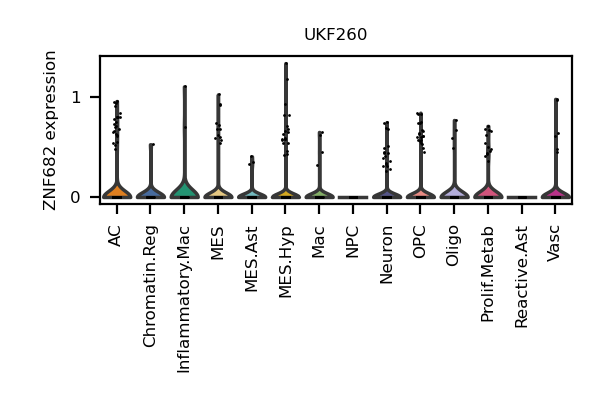 UKF260
ZNF682 expression
1
0
AC
Chromatin.Reg
Inflammatory.Mac
MES
MES.Ast
MES.Hyp
Mac
NPC
Neuron
OPC
Oligo
Prolif.Metab
Reactive.Ast
Vasc